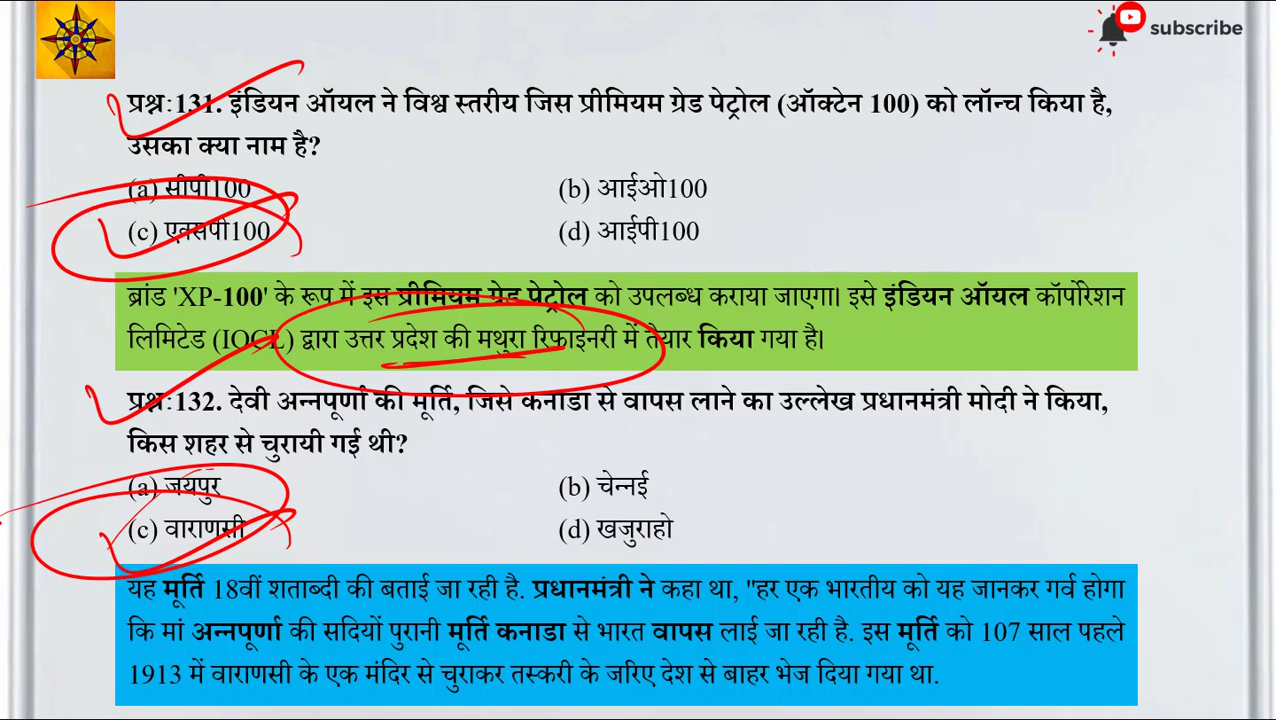 subscribe
प्रश्न:131. इंडियन ऑयल ने विश्व स्तरीय जिस प्रीमियम ग्रेड पेट्रोल (ऑक्टेन 100) को लॉन्च किया है,
उसका क्या नाम है?
(a) सीपी100 (b) आईओ100
(c) एक्सपी100 (d) आईपी100
ब्रांड 'XP-100' के रूप में इस प्रीमियम ग्रेड पेट्रोल को उपलब्ध कराया जाएगा। इसे इंडियन ऑयल कॉर्पोरेशन
लिमिटेड (IOCL) द्वारा उत्तर प्रदेश की मथुरा रिफाइनरी में तैयार किया गया है।
प्रश्न:132. देवी अन्नपूर्णा की मूर्ति, जिसे कनाडा से वापस लाने का उल्लेख प्रधानमंत्री मोदी ने किया,
किस शहर से चुरायी गई थी?
(a) जयपुर (b) चेन्नई
(c) वाराणसी (d) खजुराहो
यह मूर्ति 18वीं शताब्दी की बताई जा रही है. प्रधानमंत्री ने कहा था, "हर एक भारतीय को यह जानकर गर्व होगा
कि मां अन्नपूर्णा की सदियों पुरानी मूर्ति कनाडा से भारत वापस लाई जा रही है. इस मूर्ति को 107 साल पहले
1913 में वाराणसी के एक मंदिर से चुराकर तस्करी के जरिए देश से बाहर भेज दिया गया था.